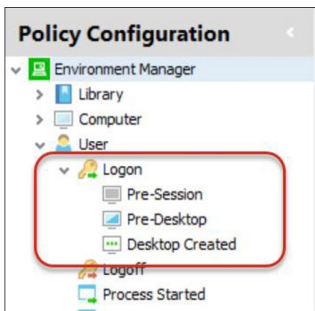 Policy Configuration
Environment Manager
Library
Computer
User
Logon
Pre-Session
Pre-Desktop
Desktop Created
Logoff
Process Started